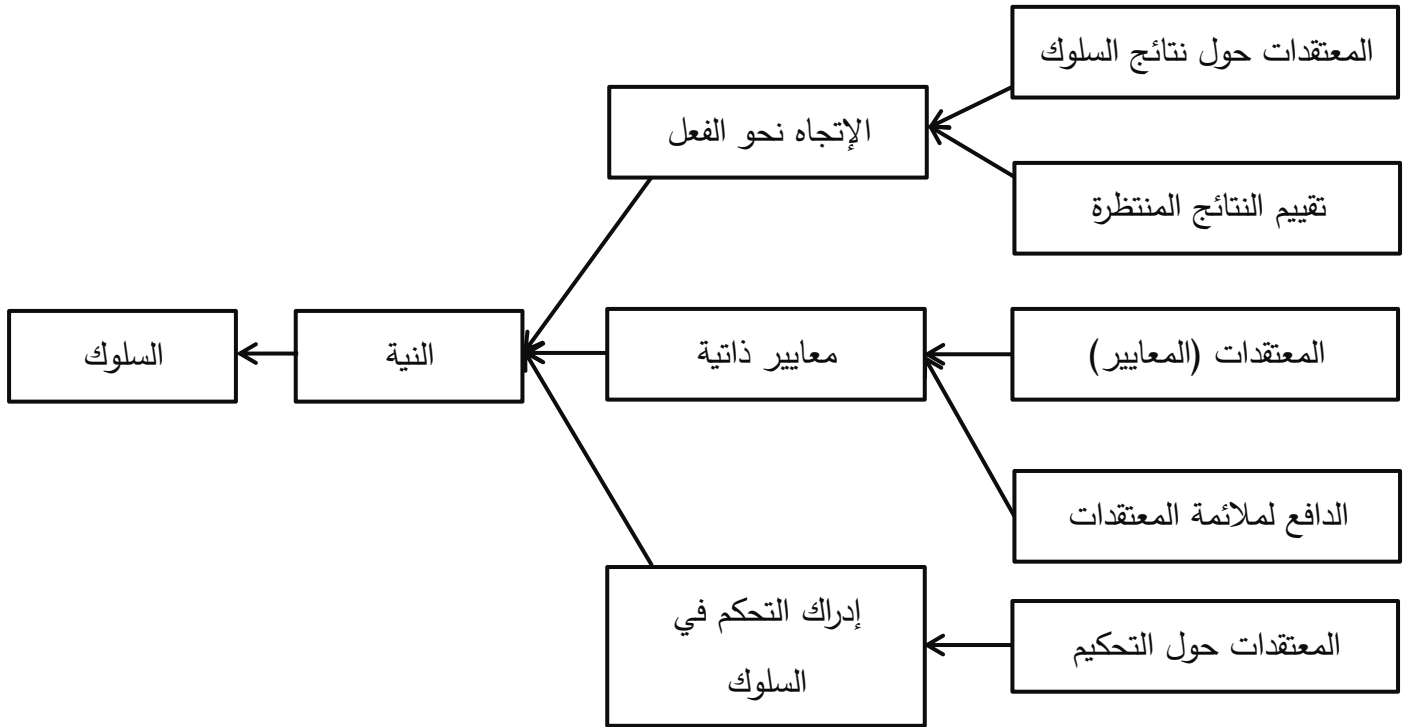 المعتقدات حول نتائج السلوك
الإتجاه نحو الفعل
تقييم النتائج المنتظرة
المعتقدات (المعايير)
معايير ذاتية
النية
السلوك
الدافع لملائمة المعتقدات
إدراك التحكم في
السلوك
المعتقدات حول التحكيم